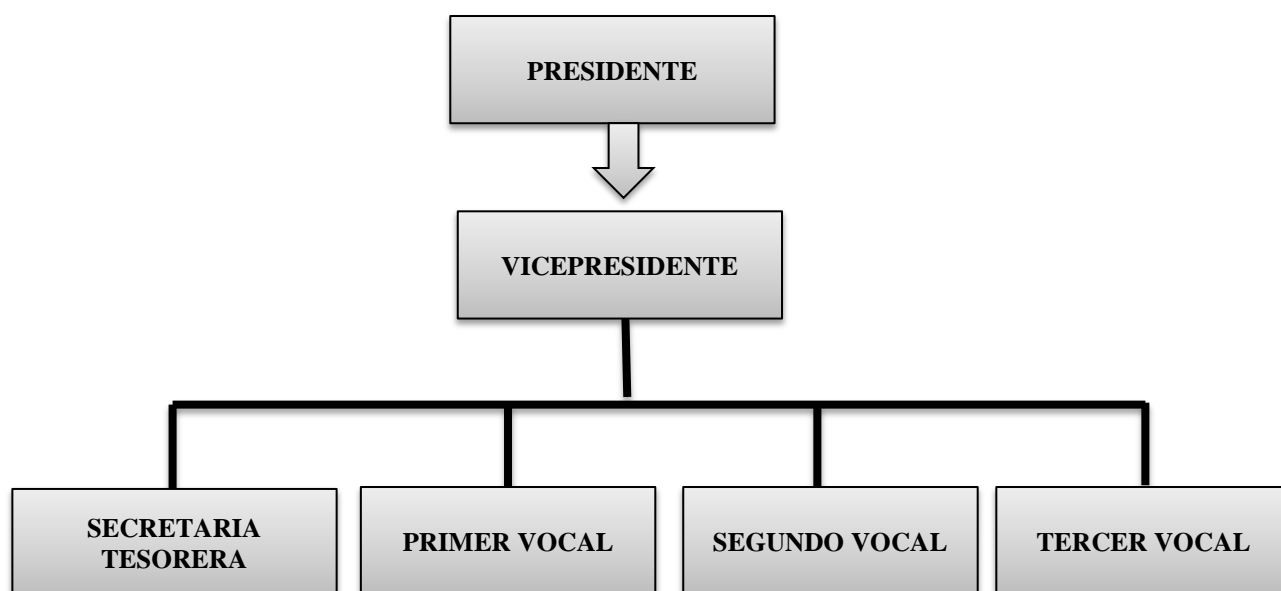 PRESIDENTE
VICEPRESIDENTE
SECRETARIA
TESORERA
PRIMER VOCAL
SEGUNDO VOCAL
TERCER VOCAL